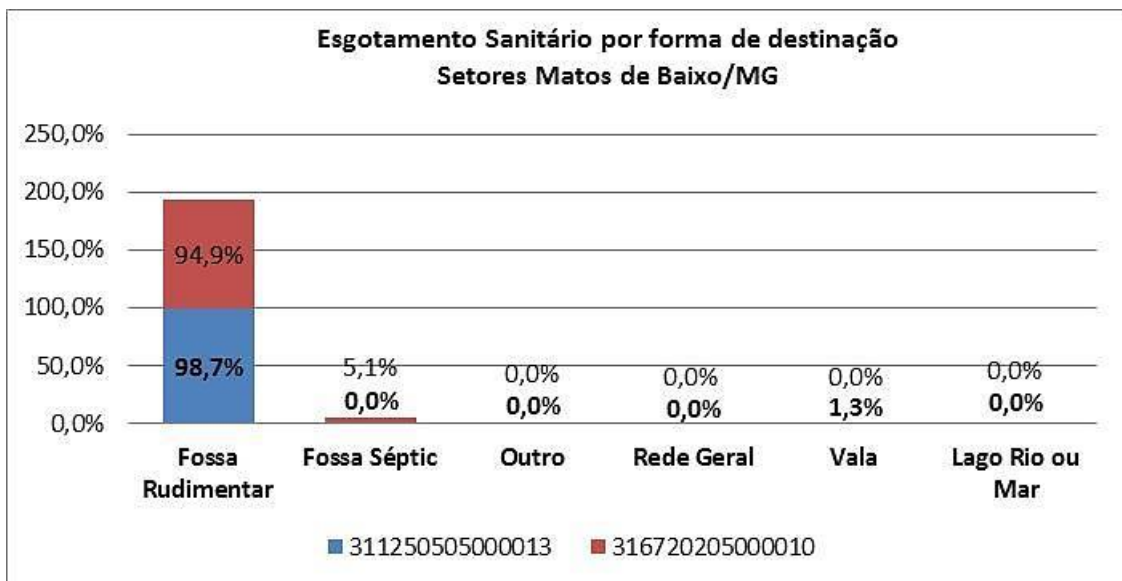 Esgotamento Sanitário por forma de destinação
Setores Matos de Baixo/MG
250,0%
200,0%
150,0%
100,0%
50,0%
0,0%
94,9%
98,7%
5,1%
0,0%
0,0%
0,0%
0,0%
0,0%
0,0%
1,3%
0,0%
0,0%
Fossa
Rudimentar
Fossa Séptic
Outro
Rede Geral
Vala
Lago Rio ou
Mar
311250505000013
316720205000010